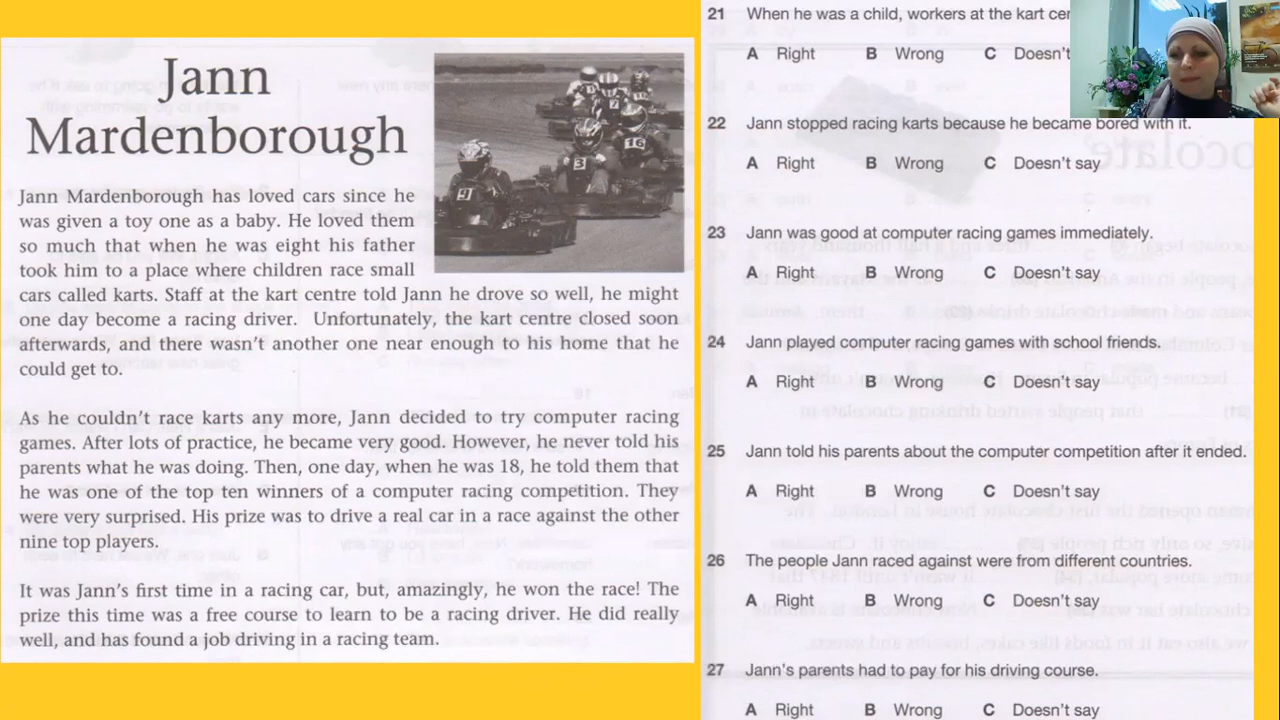 Jann
Mardenborough
Jann Mardenborough has loved cars since he
was given a toy one as a baby. He loved them
so much that when he was eight his father
took him to a place where children race small
cars called karts. Staff at the kart centre told Jann he drove so well, he might
one day become a racing driver. Unfortunately, the kart centre closed soon
afterwards, and there wasn't another one near enough to his home that he
could get to.
As he couldn't race karts any more, Jann decided to try computer racing
games. After lots of practice, he became very good. However, he never told his
parents what he was doing. Then, one day, when he was 18, he told them that
he was one of the top ten winners of a computer racing competition. They
were very surprised. His prize was to drive a real car in a race against the other
nine top players.
It was Jann's first time in a racing car, but, amazingly, he won the race! The
prize this time was a free course to learn to be a racing driver. He did really
well, and has found a job driving in a racing team.
9
3
16
7
21 When he was a child, workers at the kart
A Right B Wrong C Doesn't
22 Jann stopped racing karts because he became bored with it.
A Right B Wrong C Doesn't say
23 Jann was good at computer racing games immediately.
A Right B Wrong C Doesn't say
24 Jann played computer racing games with school friends.
A Right B Wrong C Doesn't say
25 Jann told his parents about the computer competition after it ended.
A Right B Wrong C Doesn't say
26 The people Jann raced against were from different countries.
A Right B Wrong C Doesn't say
27 Jann's parents had to pay for his driving course.
A Right B Wrong C Doesn't say